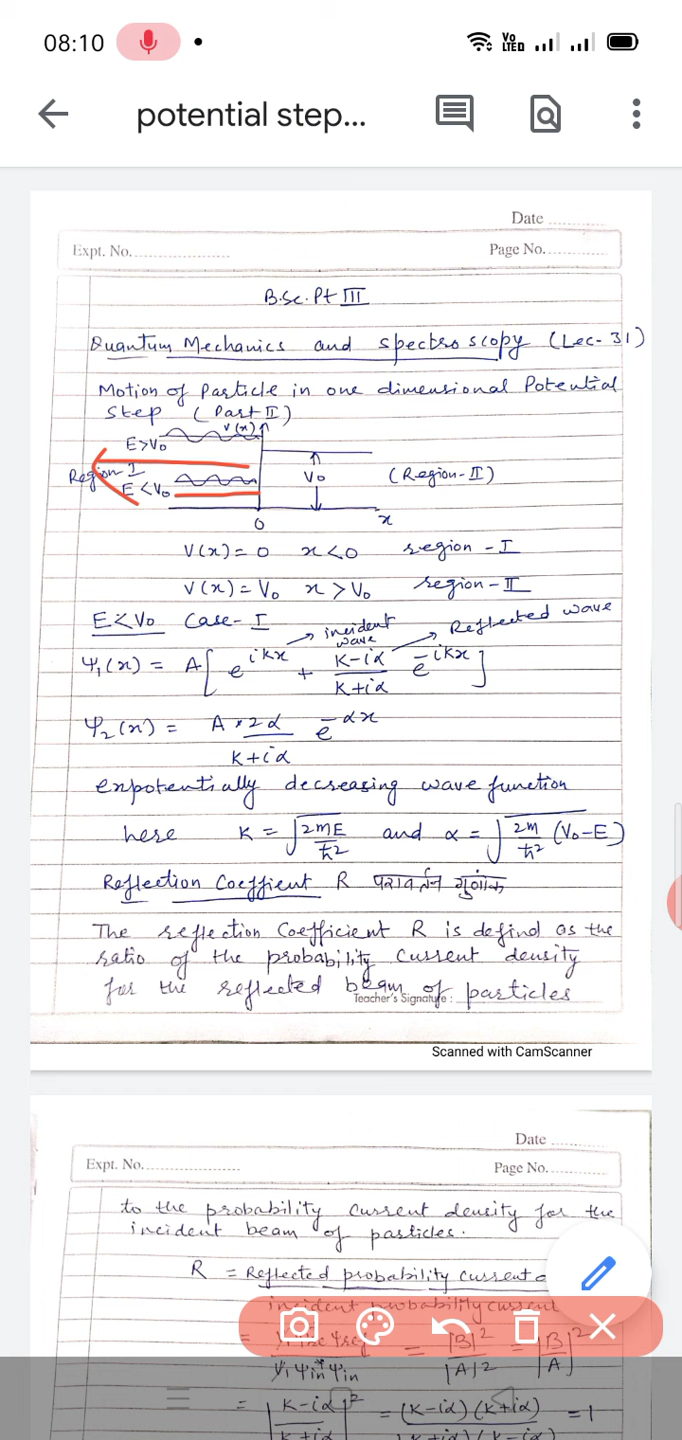 08:10
Vo
LTED
potential step...
Date
Expt. No.
Page No.
B.Sc. Pt III
Quantum Mechanics and spectroscopy (Lec-31)
Motion of Particle in one dimensional Potential
Step (Part II)
V(x)
E>V₀
Region I
E<V₀
V₀
(Region-II)
0
x
V(x)=0 x<0 region-I
V(x)=V₀ x>V₀ region-II
E<V₀ Case-I
incident wave
Reflected wave
Ψ₁(x) = A[e^{ikx} + (K-iα)/(K+iα) e^{-ikx}]
Ψ₂(x) = (A*2α)/(K+iα) e^{-αx}
expotentially decreasing wave function
here K = √(2mE/ħ2) and α = √(2m/ħ2 (V₀-E))
Reflection Coeffient R परावर्तन गुणांक
The reflection Coefficient R is defind as the
ratio of the probability current density
for the reflected beam of particles
Teacher's Signature:
Scanned with CamScanner
Date
Expt. No.
Page No.
to the probability current dencity for the
incident beam of particles.
R = Reflected probability current
incident probability current
= |B|²/|A|2 = |B/A|²
= |K-iα/K+iα|² = (K-iα)(K+iα)/(K+iα)(K-iα) = 1